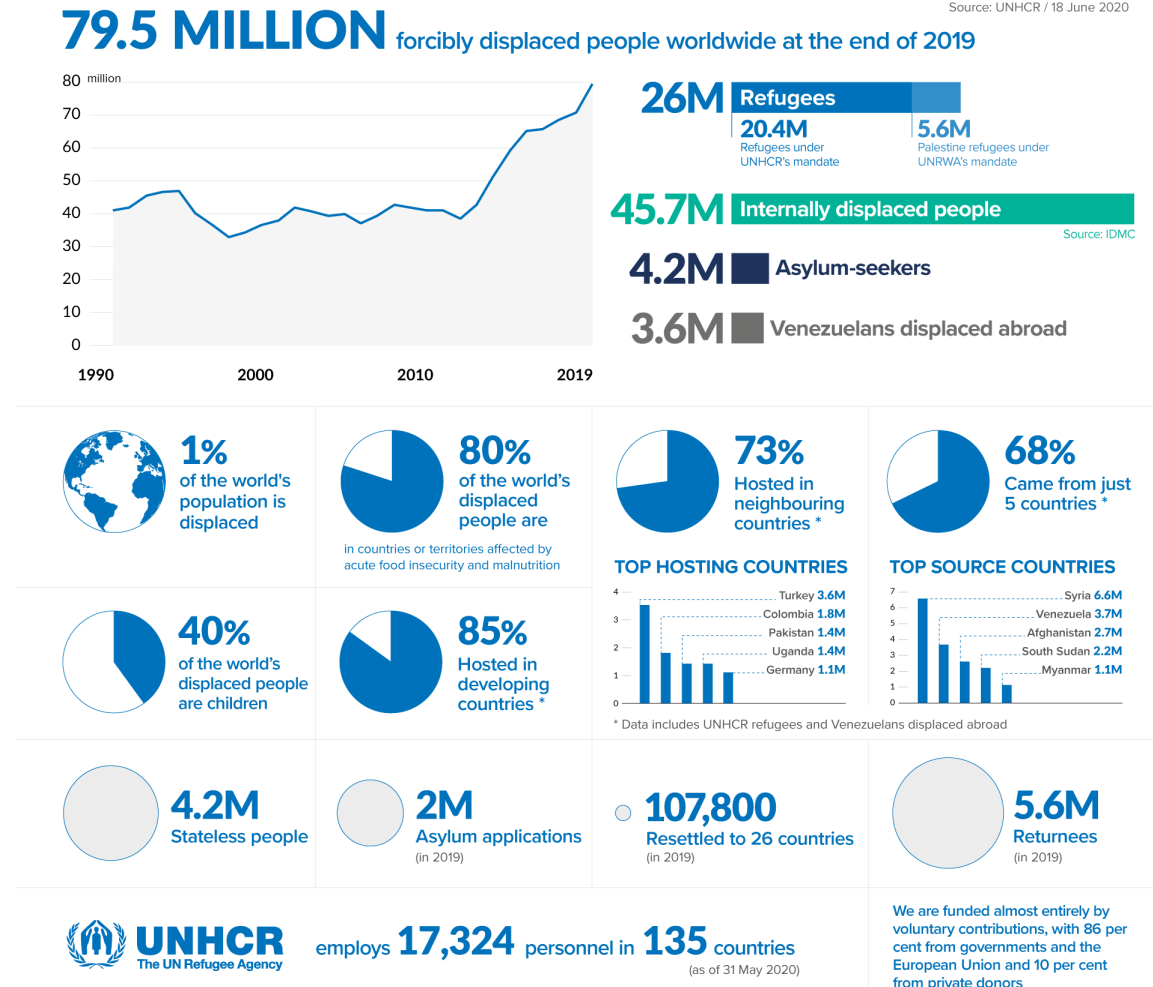 Source: UNHCR / 18 June 2020
79.5 MILLION forcibly displaced people worldwide at the end of 2019
80 million
70
60
50
40
30
20
10
0
1990
2000
2010
2019
26M Refugees
20.4M
Refugees under
UNHCR's mandate
5.6M
Palestine refugees under
UNRWA's mandate
45.7M Internally displaced people
Source: IDMC
4.2M Asylum-seekers
3.6M Venezuelans displaced abroad
1%
of the world's
population is
displaced
80%
of the world's
displaced
people are
in countries or territories affected by
acute food insecurity and malnutrition
73%
Hosted in
neighbouring
countries *
68%
Came from just
5 countries *
40%
of the world's
displaced people
are children
85%
Hosted in
developing
countries *
TOP HOSTING COUNTRIES
4
3
2
1
0
Turkey 3.6M
Colombia 1.8M
Pakistan 1.4M
Uganda 1.4M
Germany 1.1M
TOP SOURCE COUNTRIES
7
6
5
4
3
2
1
0
Syria 6.6M
Venezuela 3.7M
Afghanistan 2.7M
South Sudan 2.2M
Myanmar 1.1M
* Data includes UNHCR refugees and Venezuelans displaced abroad
4.2M
Stateless people
2M
Asylum applications
(in 2019)
107,800
Resettled to 26 countries
(in 2019)
5.6M
Returnees
(in 2019)
UNHCR
The UN Refugee Agency
employs 17,324 personnel in 135 countries
(as of 31 May 2020)
We are funded almost entirely by
voluntary contributions, with 86 per
cent from governments and the
European Union and 10 per cent
from private donors